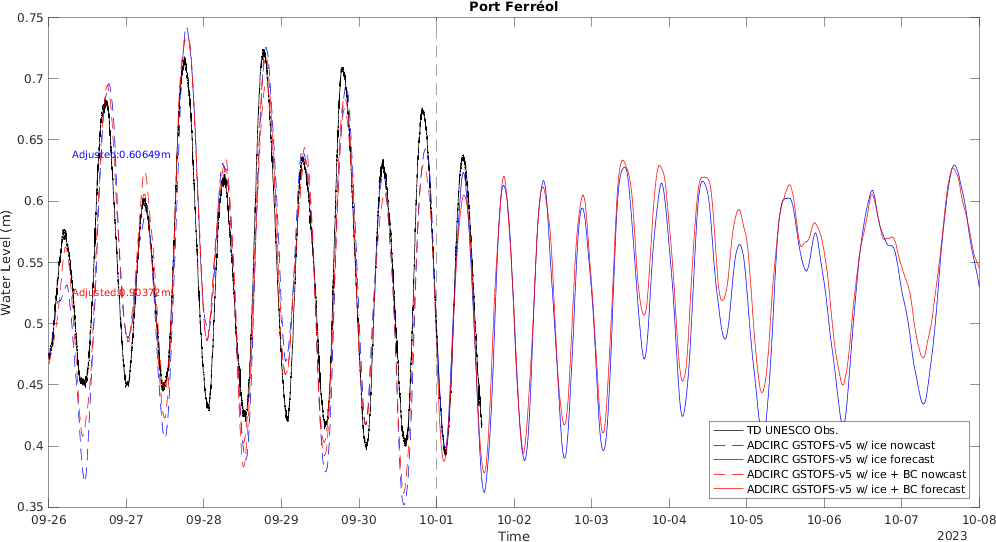 Port Ferréol
0.75
0.7
0.65
0.6
0.55
0.5
0.45
0.4
0.35
Water Level (m)
Adjusted:0.60649m
Adjusted:0.90372m
TD UNESCO Obs.
ADCIRC GSTOFS-v5 w/ ice nowcast
ADCIRC GSTOFS-v5 w/ ice forecast
ADCIRC GSTOFS-v5 w/ ice + BC nowcast
ADCIRC GSTOFS-v5 w/ ice + BC forecast
09-26 09-27 09-28 09-29 09-30 10-01 10-02 10-03 10-04 10-05 10-06 10-07 10-08
Time
2023